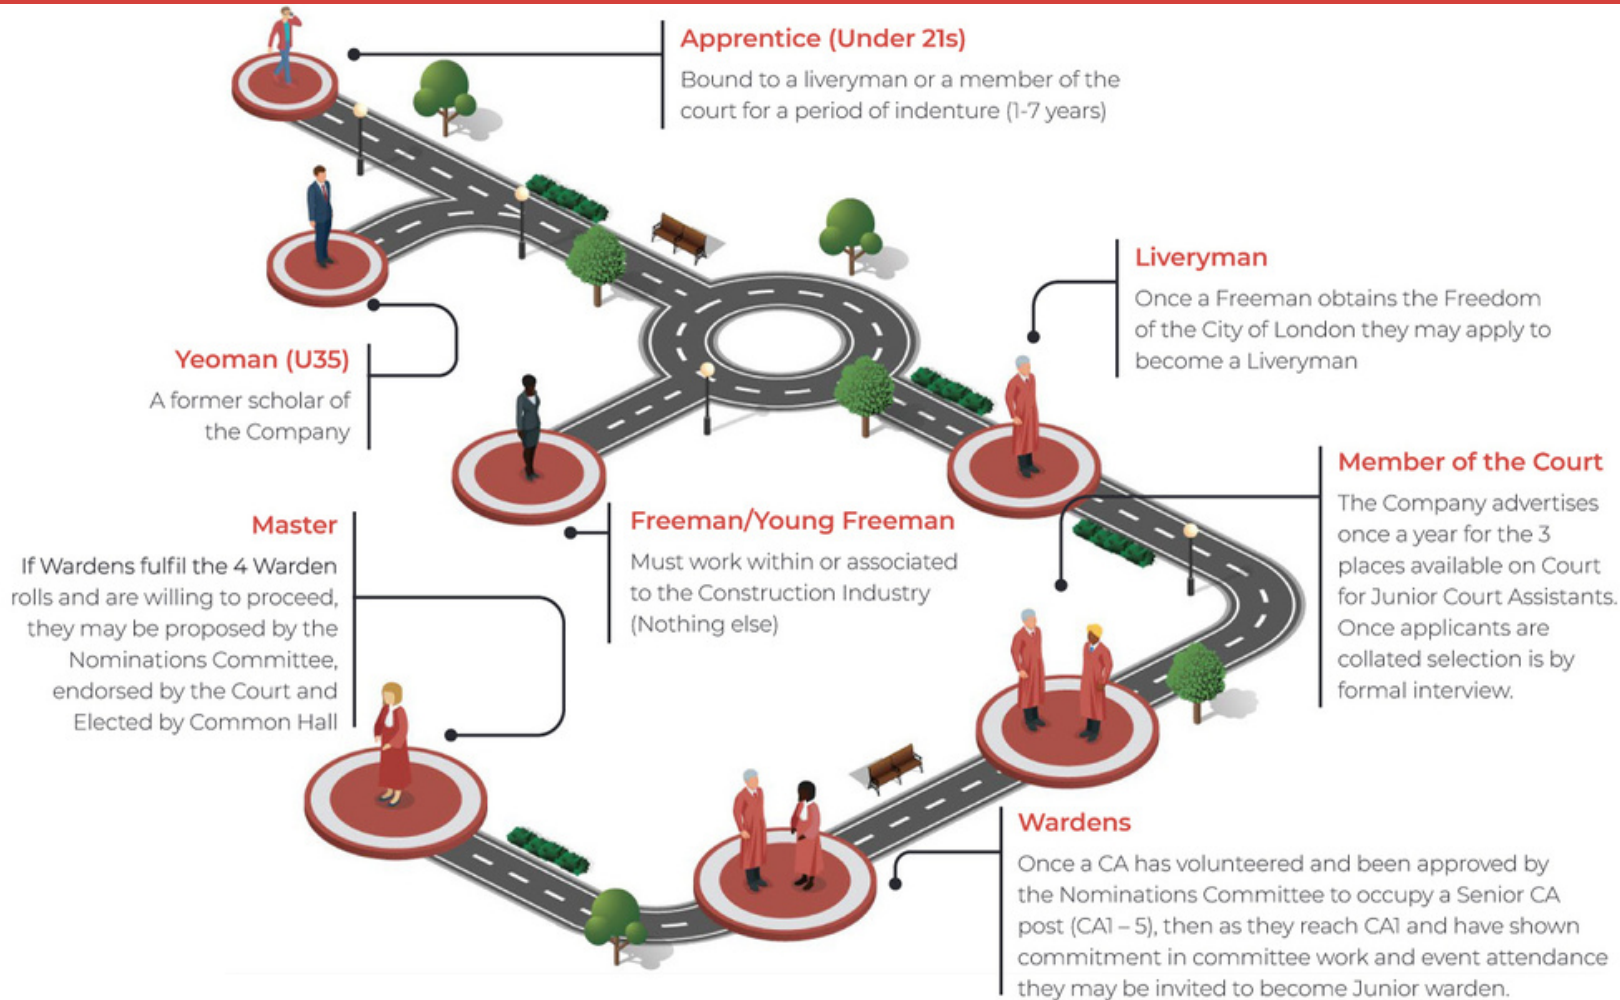 Apprentice (Under 21s)
Bound to a liveryman or a member of the
court for a period of indenture (1-7 years)
Yeoman (U35)
A former scholar of
the Company
Freeman/Young Freeman
Must work within or associated
to the Construction Industry
(Nothing else)
Liveryman
Once a Freeman obtains the Freedom
of the City of London they may apply to
become a Liveryman
Member of the Court
The Company advertises
once a year for the 3
places available on Court
for Junior Court Assistants.
Once applicants are
collated selection is by
formal interview.
Wardens
Once a CA has volunteered and been approved by
the Nominations Committee to occupy a Senior CA
post (CA1 – 5), then as they reach CA1 and have shown
commitment in committee work and event attendance
they may be invited to become Junior warden.
Master
If Wardens fulfil the 4 Warden
rolls and are willing to proceed,
they may be proposed by the
Nominations Committee,
endorsed by the Court and
Elected by Common Hall